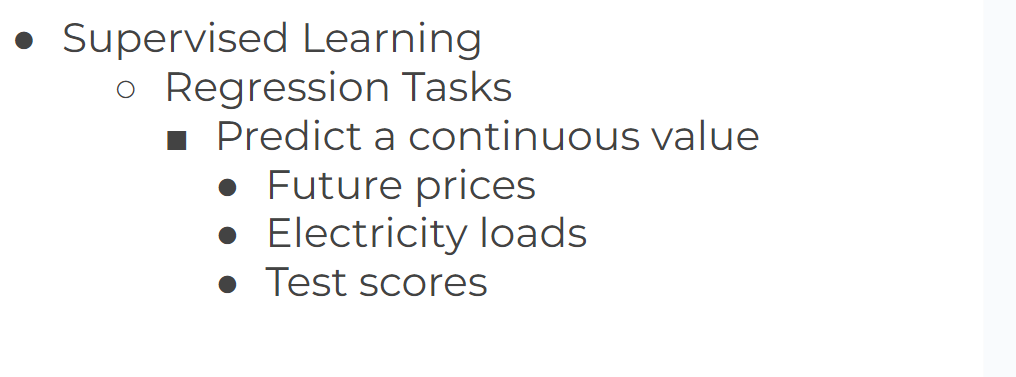 ● Supervised Learning
○ Regression Tasks
■ Predict a continuous value
● Future prices
● Electricity loads
● Test scores